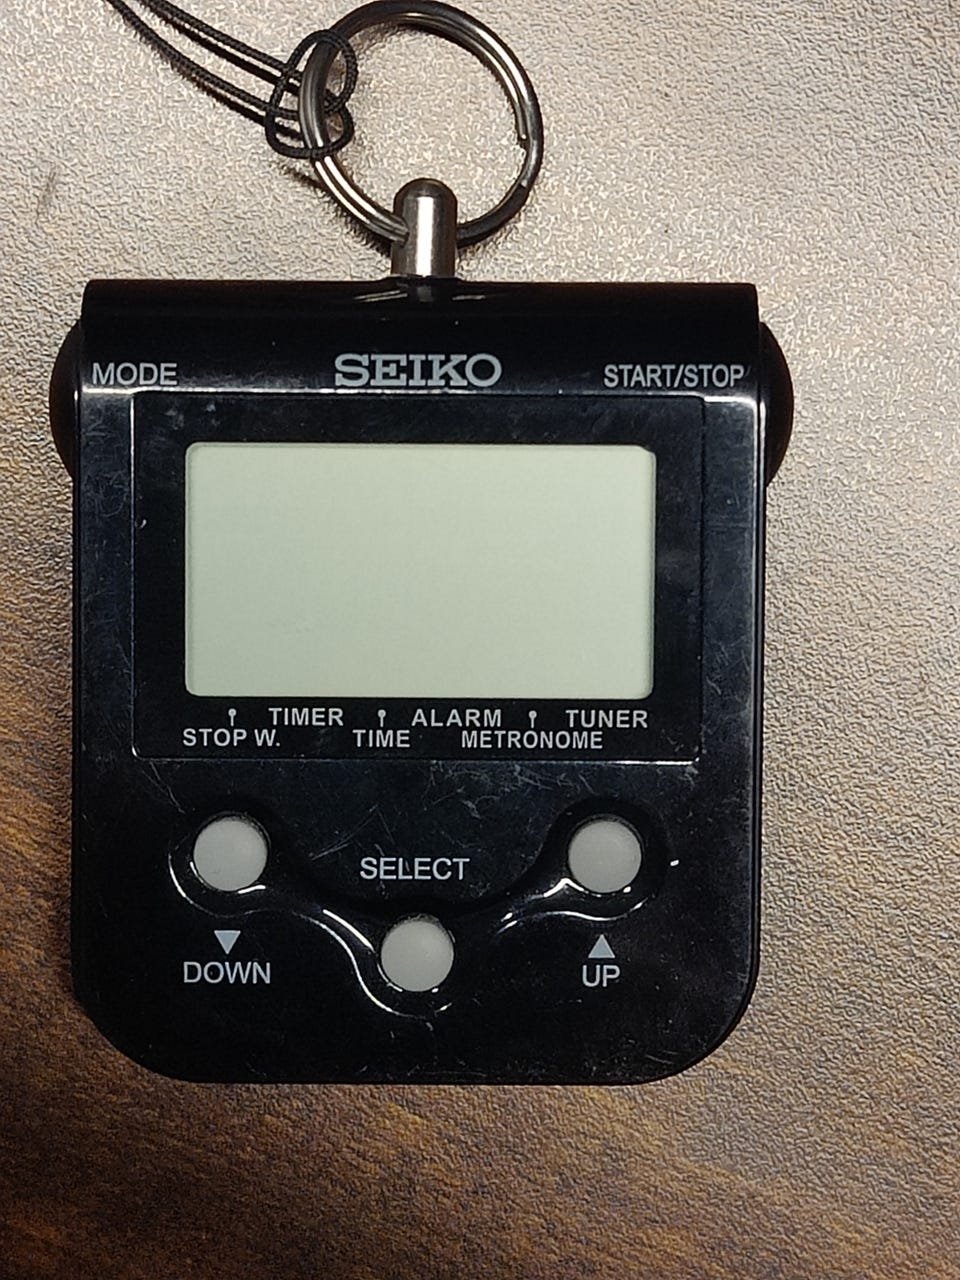 MODE SEIKO START/STOP
TIMER ALARM TUNER
STOP W. TIME METRONOME
SELECT
▼ ▲
DOWN UP